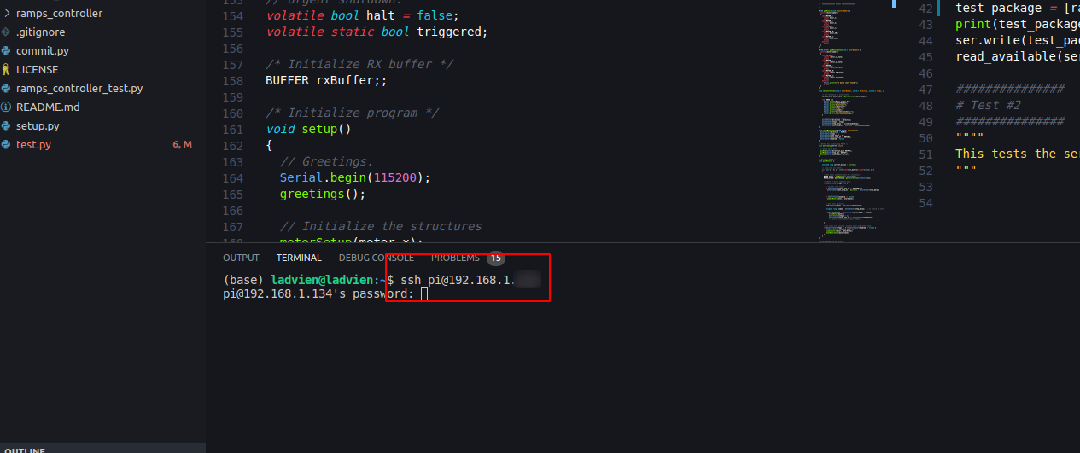 ramps_controller
.gitignore
commit.py
LICENSE
ramps_controller_test.py
README.md
setup.py
test.py
6, M
OUTLINE
154 volatile bool halt = false;
155 volatile static bool triggered;
156
157 /* Initialize RX buffer */
158 BUFFER rxBuffer;;
159
160 /* Initialize program */
161 void setup()
162 {
163 // Greetings.
164 Serial.begin(115200);
165 greetings();
166
167 // Initialize the structures
42 test_package = [ra
43 print(test_package
44 ser.write(test_pac
45 read_available(ser
46
47 ###############
48 # Test #2
49 ###############
50 """"
51 This tests the se
52 """
53
54
OUTPUT TERMINAL DEBUG CONSOLE PROBLEMS 15
(base) ladvien@ladvien:~$ ssh pi@192.168.1.
pi@192.168.1.134's password: